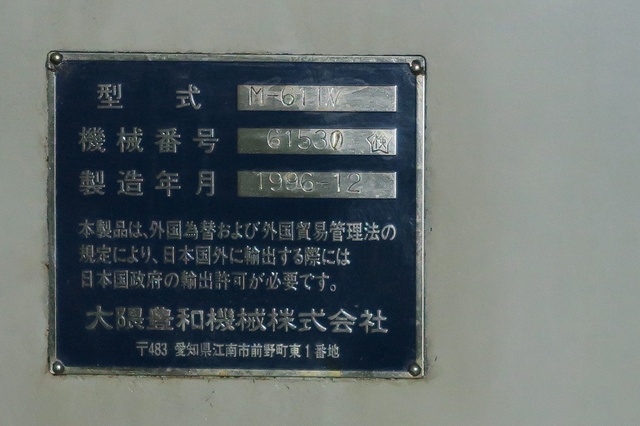 型式 M-611W
機械番号 61530
製造年月 1996-12
本製品は、外国為替および外国貿易管理法の
規定により、日本国外に輸出する際には
日本国政府の輸出許可が必要です。
大隈豊和機械株式会社
〒483 愛知県江南市前野町東1番地